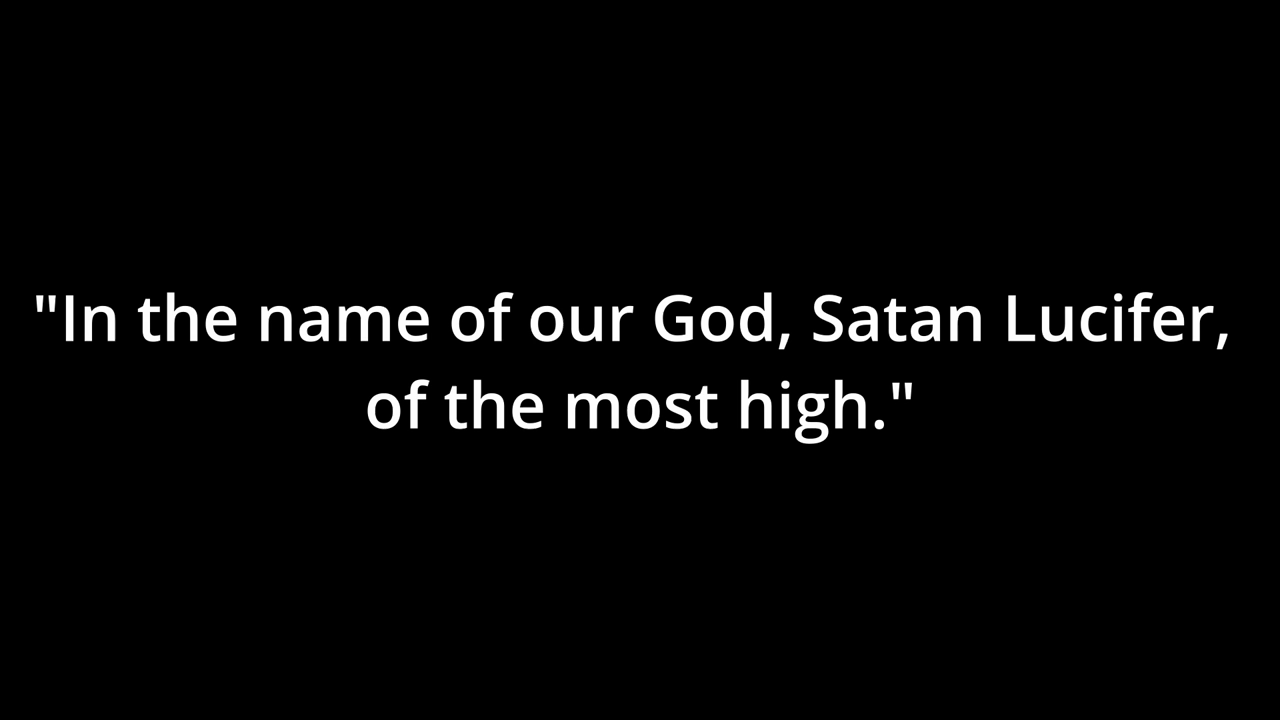 "In the name of our God, Satan Lucifer,
of the most high."